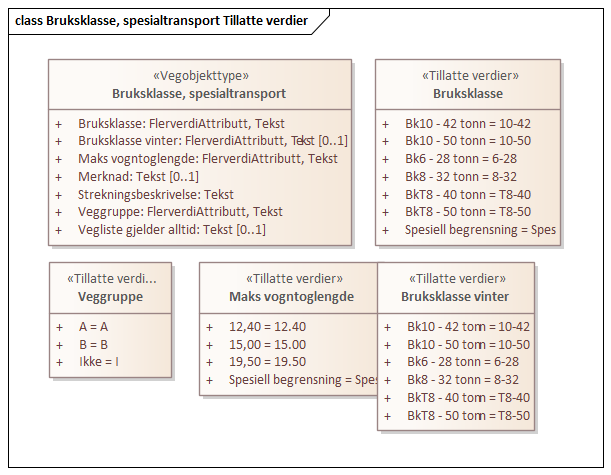 class Bruksklasse, spesialtransport Tillatte verdier
«Vegobjekttype»
Bruksklasse, spesialtransport
+ Bruksklasse: FlerverdiAttributt, Tekst
+ Bruksklasse vinter: FlerverdiAttributt, Tekst [0..1]
+ Maks vogntoglengde: FlerverdiAttributt, Tekst
+ Merknad: Tekst [0..1]
+ Strekningsbeskrivelse: Tekst
+ Veggruppe: FlerverdiAttributt, Tekst
+ Vegliste gjelder alltid: Tekst [0..1]
«Tillatte verdier»
Bruksklasse
+ Bk10 - 42 tonn = 10-42
+ Bk10 - 50 tonn = 10-50
+ Bk6 - 28 tonn = 6-28
+ Bk8 - 32 tonn = 8-32
+ BkT8 - 40 tonn = T8-40
+ BkT8 - 50 tonn = T8-50
+ Spesiell begrensning = Spes
«Tillatte verdi...
Veggruppe
+ A = A
+ B = B
+ Ikke = I
«Tillatte verdier»
Maks vogntoglengde
+ 12,40 = 12.40
+ 15,00 = 15.00
+ 19,50 = 19.50
+ Spesiell begrensning = Spes
«Tillatte verdier»
Bruksklasse vinter
+ Bk10 - 42 tonn = 10-42
+ Bk10 - 50 tonn = 10-50
+ Bk6 - 28 tonn = 6-28
+ Bk8 - 32 tonn = 8-32
+ BkT8 - 40 tonn = T8-40
+ BkT8 - 50 tonn = T8-50